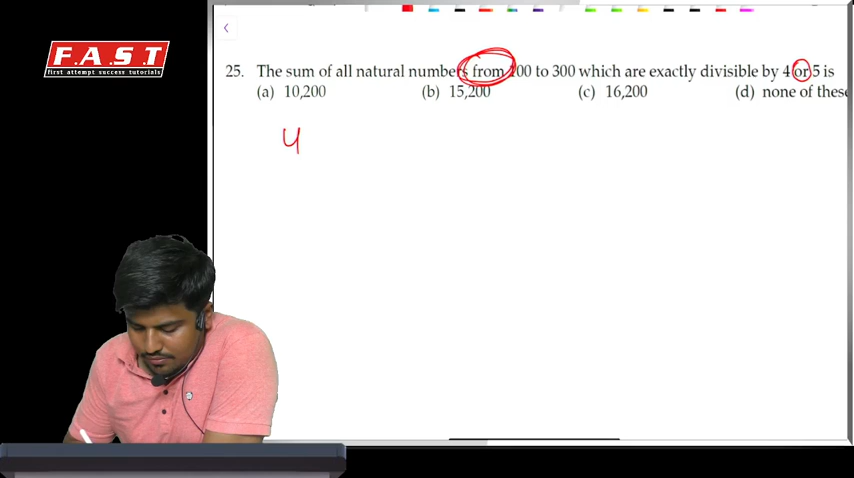 F.A.S.T
first attempt success tutorials
25. The sum of all natural numbers from 100 to 300 which are exactly divisible by 4 or 5 is
(a) 10,200 (b) 15,200 (c) 16,200 (d) none of these
4